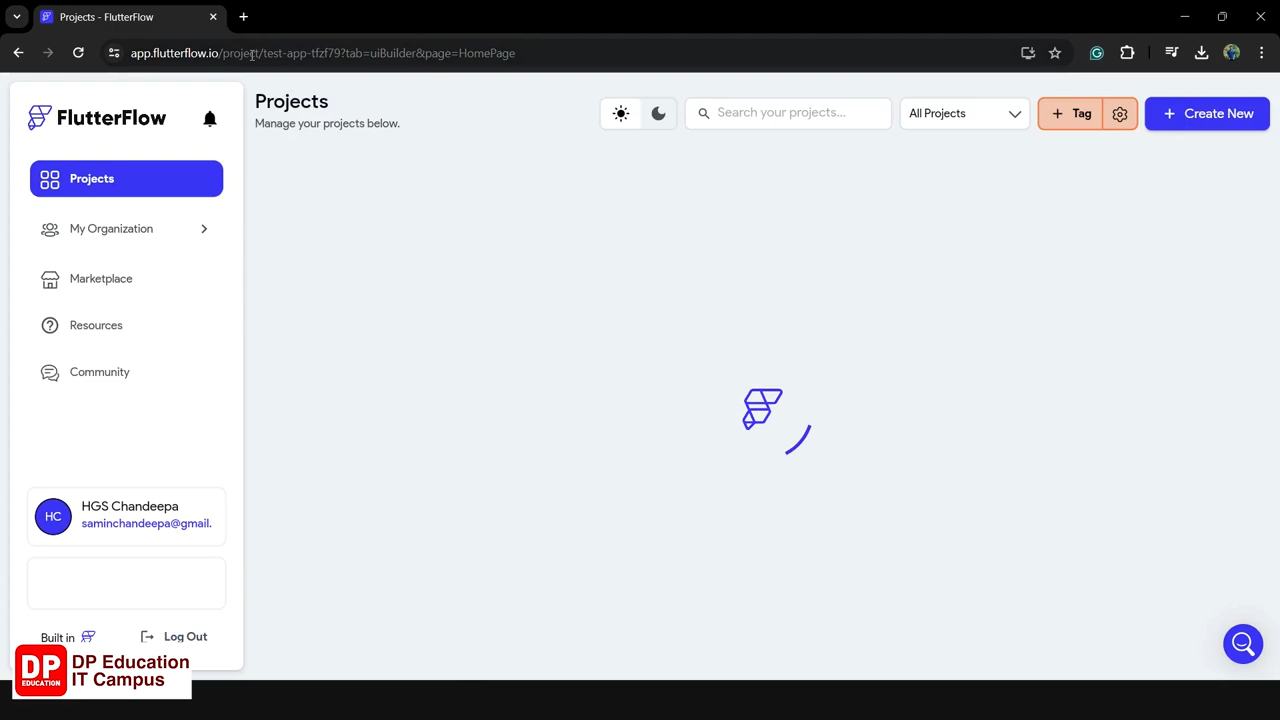 Projects - FlutterFlow
app.flutterflow.io/project/test-app-tfzf79?tab=uiBuilder&page=HomePage
FlutterFlow
Projects
Manage your projects below.
Search your projects...
All Projects
Tag
Create New
Projects
My Organization
Marketplace
Resources
Community
HC
HGS Chandeepa
saminchandeepa@gmail.
Built in
Log Out
DP
EDUCATION
DP Education
IT Campus